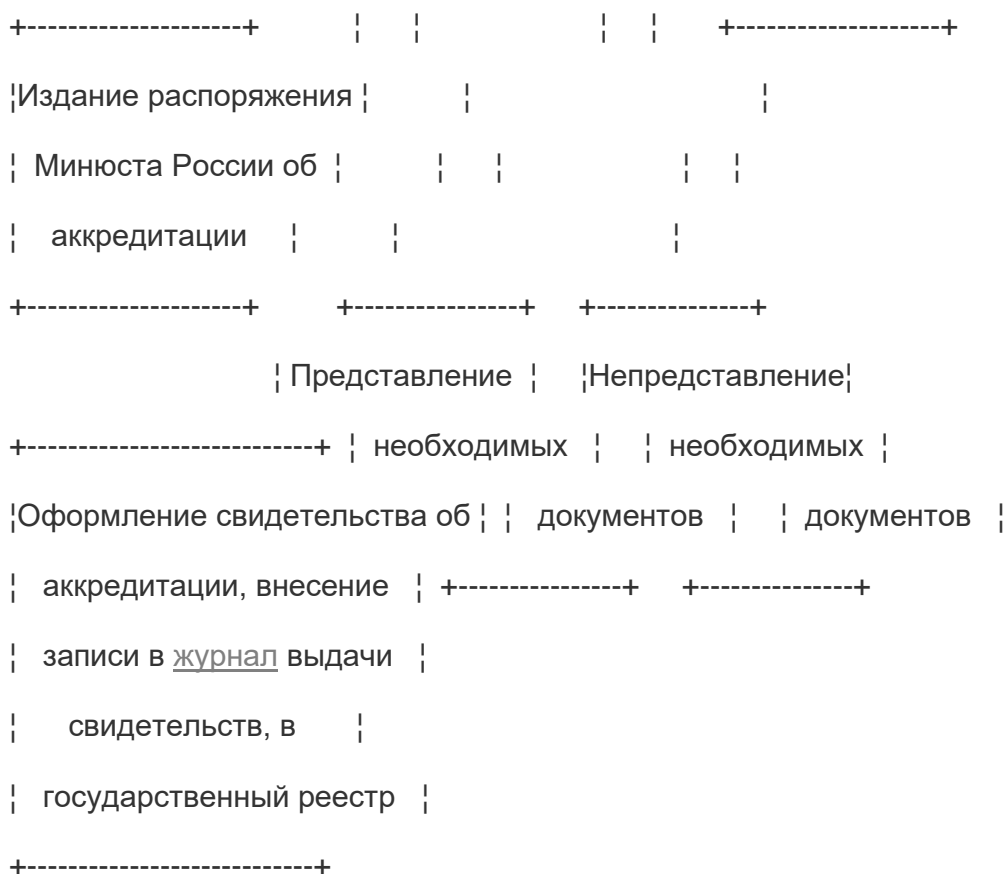 +---------------------+ ¦ ¦ ¦ ¦ +--------------------+
¦Издание распоряжения ¦ ¦ ¦
¦ Минюста России об ¦ ¦ ¦ ¦ ¦
¦ аккредитации ¦ ¦ ¦
+---------------------+ +----------------+ +---------------+
¦ Представление ¦ ¦Непредставление¦
+---------------------------+ ¦ необходимых ¦ ¦ необходимых ¦
¦Оформление свидетельства об ¦ ¦ документов ¦ ¦ документов ¦
¦ аккредитации, внесение ¦ +----------------+ +---------------+
¦ записи в журнал выдачи ¦
¦ свидетельств, в ¦
¦ государственный реестр ¦
+---------------------------+